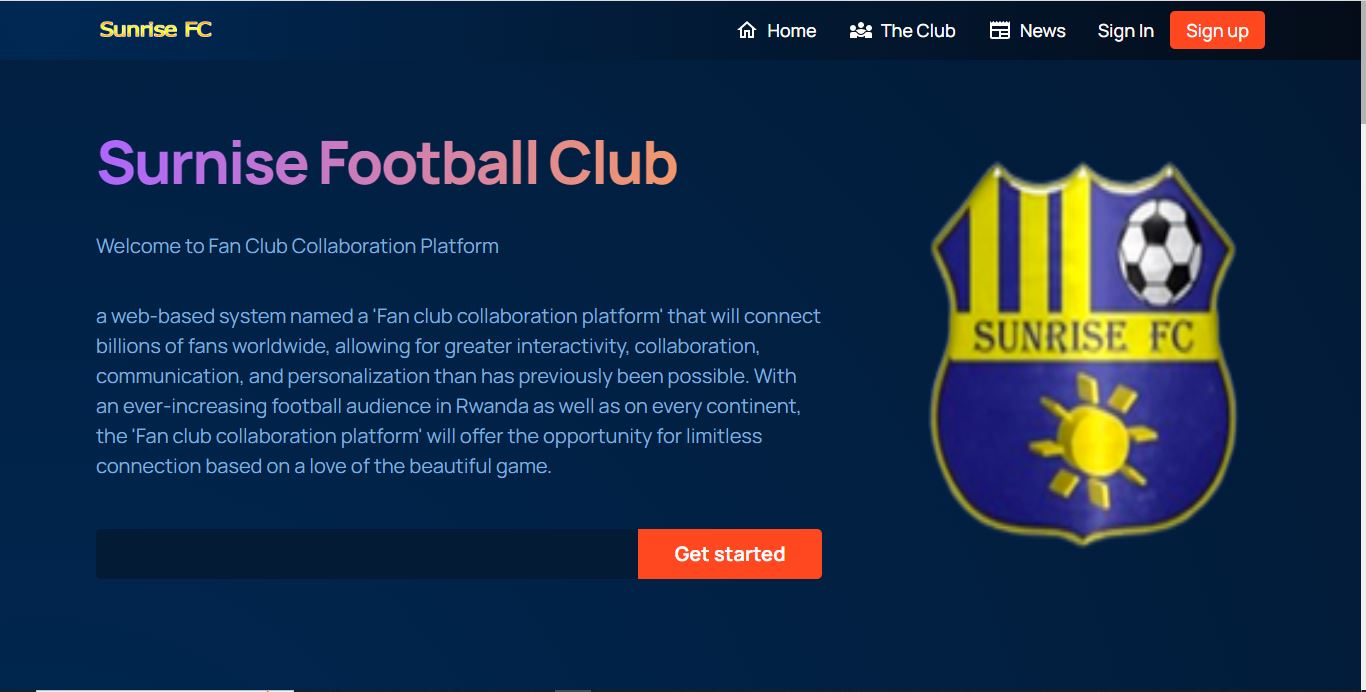 Sunrise FC
Home
The Club
News
Sign In
Sign up
Surnise Football Club
Welcome to Fan Club Collaboration Platform
a web-based system named a 'Fan club collaboration platform' that will connect
billions of fans worldwide, allowing for greater interactivity, collaboration,
communication, and personalization than has previously been possible. With
an ever-increasing football audience in Rwanda as well as on every continent,
the 'Fan club collaboration platform' will offer the opportunity for limitless
connection based on a love of the beautiful game.
Get started
SUNRISE FC